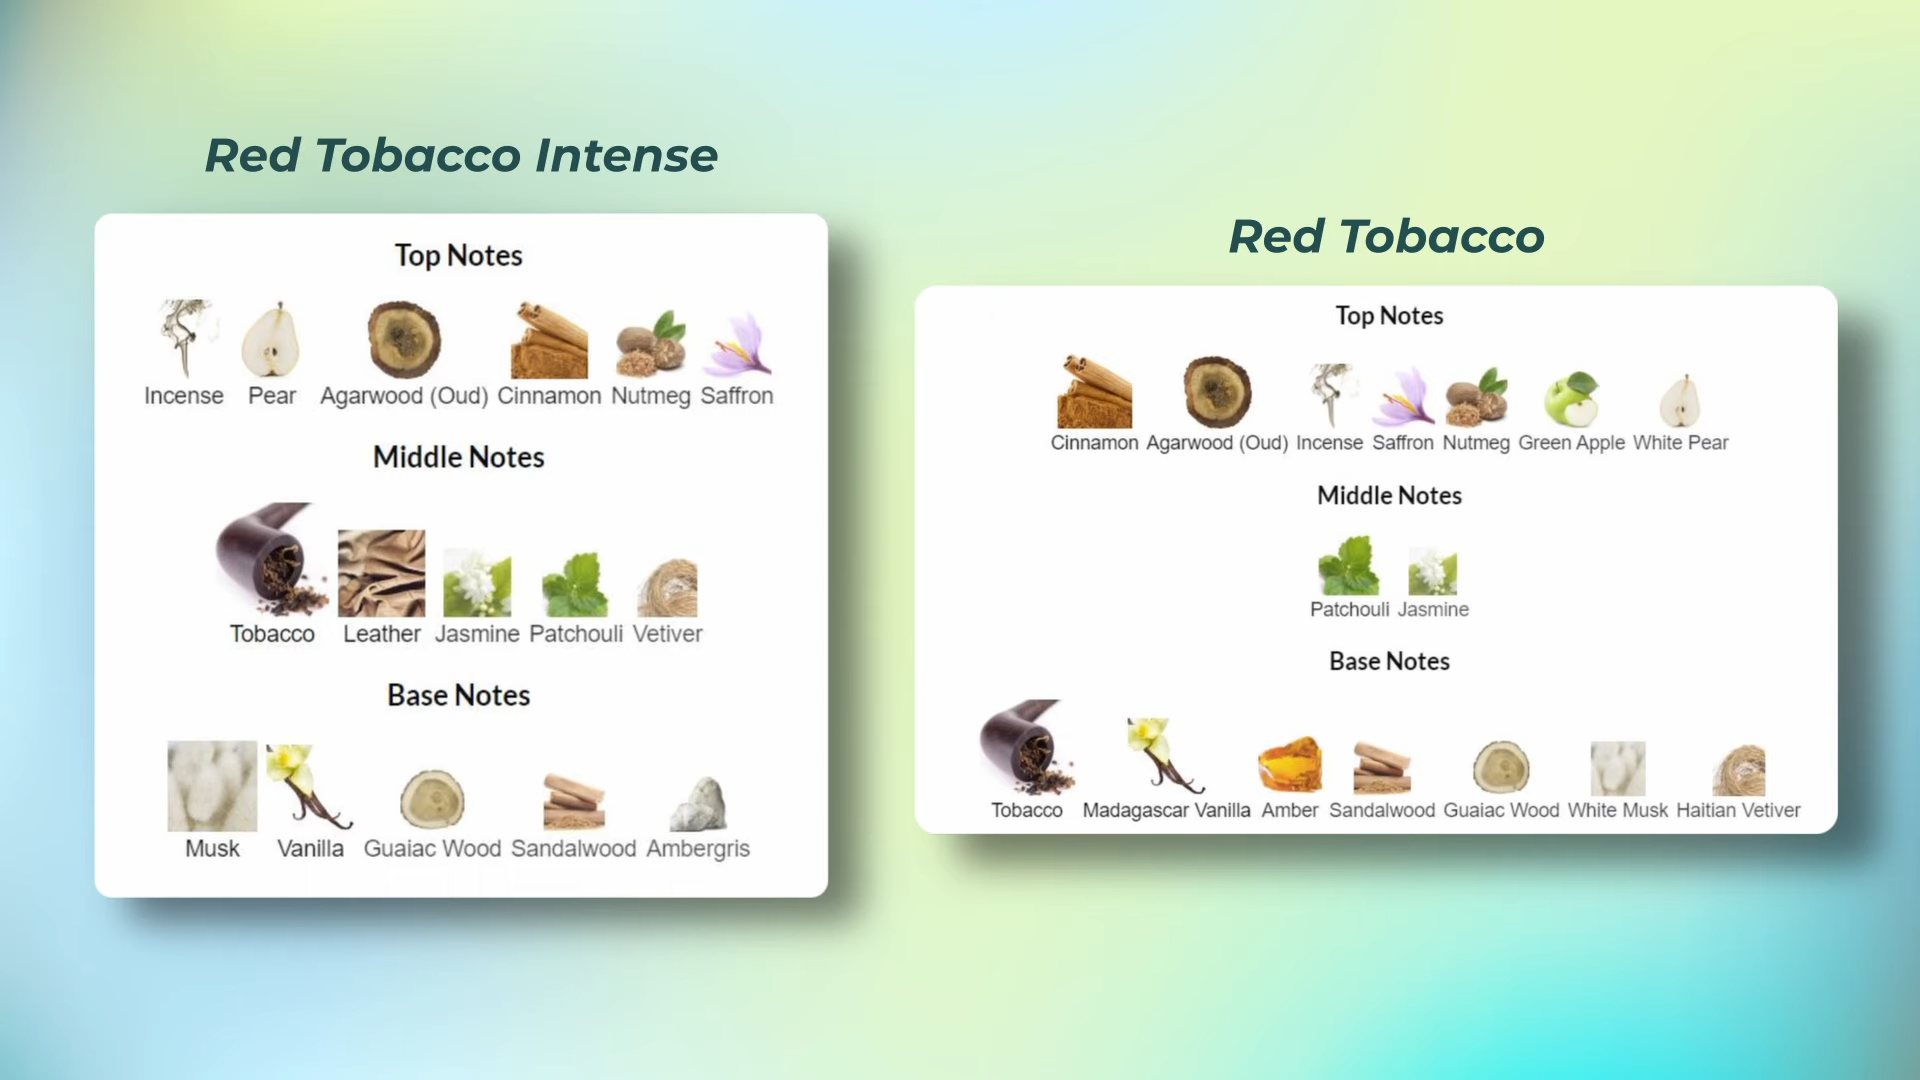 Red Tobacco Intense
Top Notes
Incense Pear Agarwood (Oud) Cinnamon Nutmeg Saffron
Middle Notes
Tobacco Leather Jasmine Patchouli Vetiver
Base Notes
Musk Vanilla Guaiac Wood Sandalwood Ambergris
Red Tobacco
Top Notes
Cinnamon Agarwood (Oud) Incense Saffron Nutmeg Green Apple White Pear
Middle Notes
Patchouli Jasmine
Base Notes
Tobacco Madagascar Vanilla Amber Sandalwood Guaiac Wood White Musk Haitian Vetiver